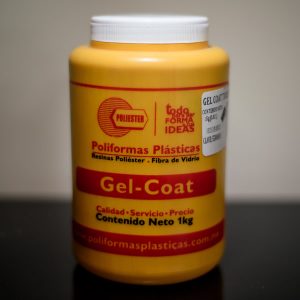 POLIESTER
todo
FORMA
IDEAS
Poliformas Plásticas
Resinas Poliéster - Fibra de Vidrio
Gel-Coat
Calidad • Servicio • Precio
Contenido Neto 1kg
www.poliformasplasticas.com.mx
GEL COAT